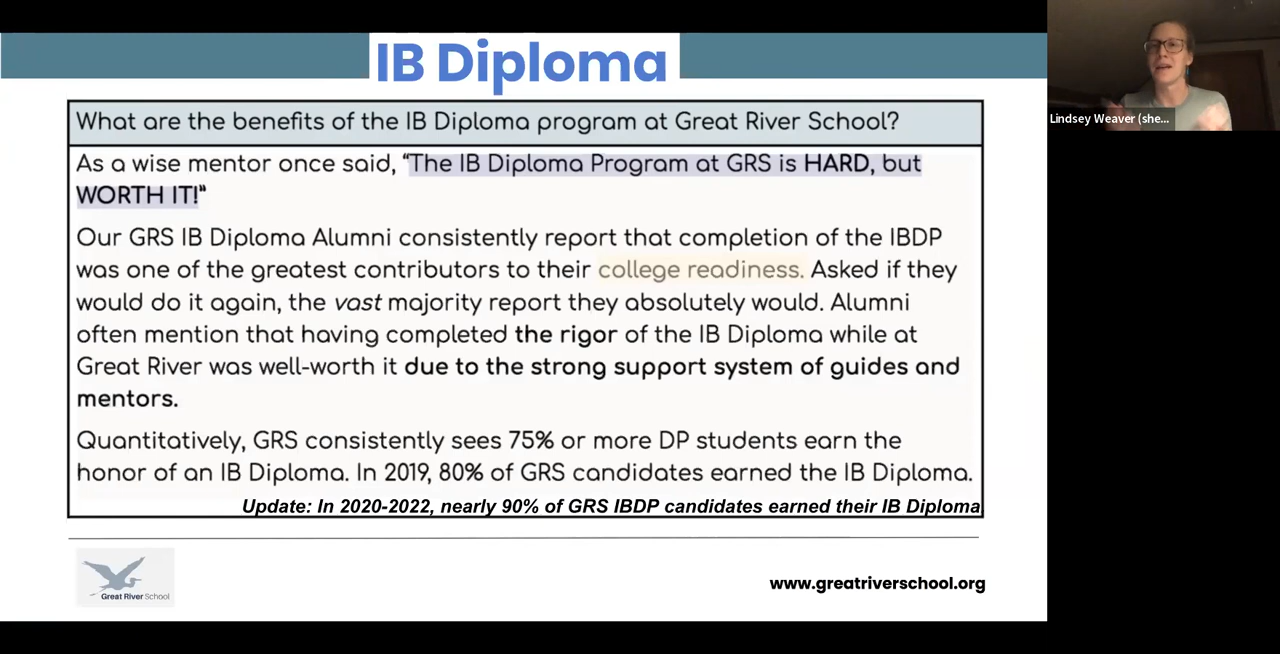 IB Diploma
What are the benefits of the IB Diploma program at Great River School?
As a wise mentor once said, “The IB Diploma Program at GRS is HARD, but
WORTH IT!”
Our GRS IB Diploma Alumni consistently report that completion of the IBDP
was one of the greatest contributors to their college readiness. Asked if they
would do it again, the vast majority report they absolutely would. Alumni
often mention that having completed the rigor of the IB Diploma while at
Great River was well-worth it due to the strong support system of guides and
mentors.
Quantitatively, GRS consistently sees 75% or more DP students earn the
honor of an IB Diploma. In 2019, 80% of GRS candidates earned the IB Diploma.
Update: In 2020-2022, nearly 90% of GRS IBDP candidates earned their IB Diploma
Great River School
www.greatriverschool.org
Lindsey Weaver (she...